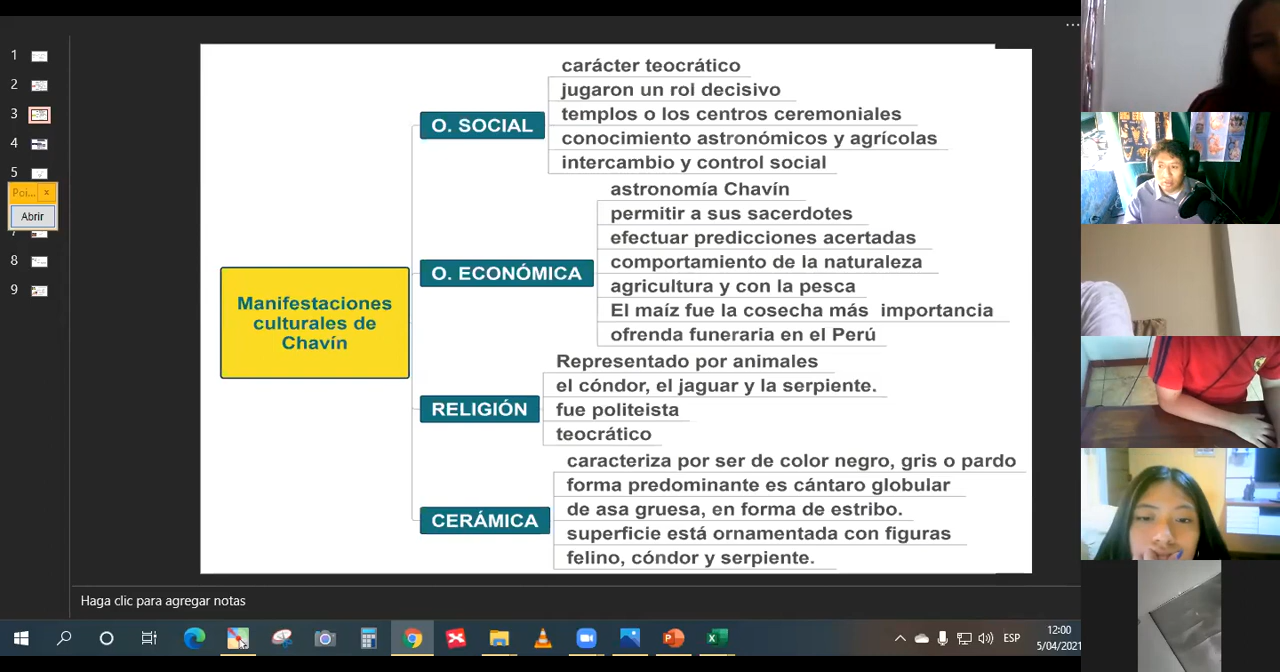 1
2
3
4
5
Poi... x
Abrir
7
8
9
Manifestaciones
culturales de
Chavín
O. SOCIAL
carácter teocrático
jugaron un rol decisivo
templos o los centros ceremoniales
conocimiento astronómicos y agrícolas
intercambio y control social
O. ECONÓMICA
astronomía Chavín
permitir a sus sacerdotes
efectuar predicciones acertadas
comportamiento de la naturaleza
agricultura y con la pesca
El maíz fue la cosecha más importancia
ofrenda funeraria en el Perú
RELIGIÓN
Representado por animales
el cóndor, el jaguar y la serpiente.
fue politeista
teocrático
CERÁMICA
caracteriza por ser de color negro, gris o pardo
forma predominante es cántaro globular
de asa gruesa, en forma de estribo.
superficie está ornamentada con figuras
felino, cóndor y serpiente.
Haga clic para agregar notas
ESP
12:00
5/04/2021